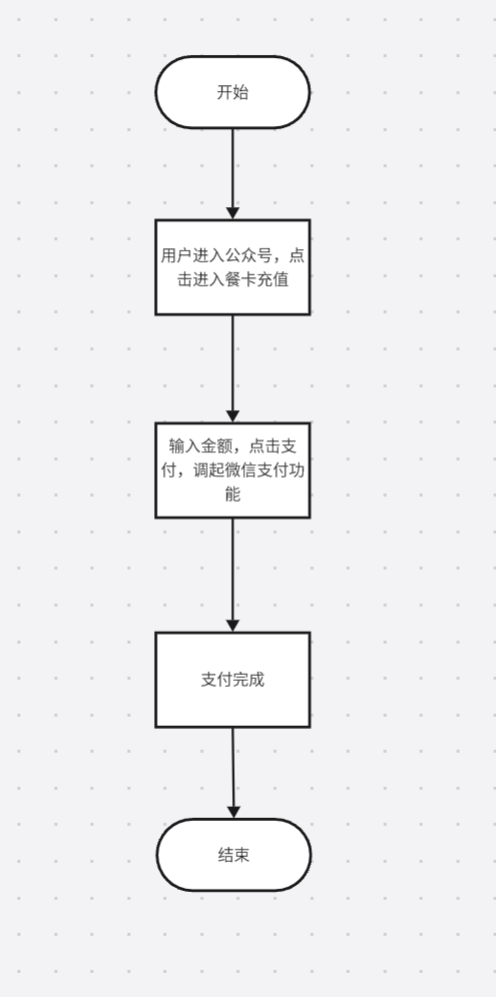 开始
用户进入公众号，点
击进入餐卡充值
输入金额，点击支
付，调起微信支付功
能
支付完成
结束